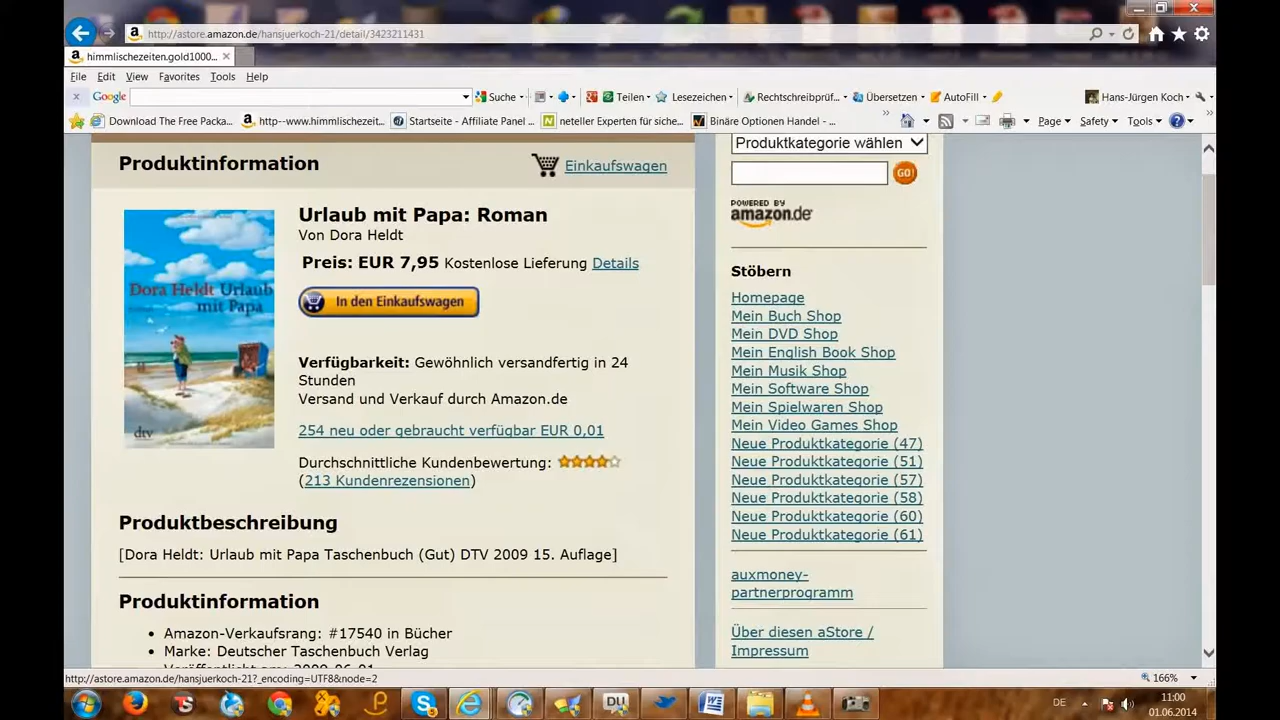 http://astore.amazon.de/hansjuerkoch-21/detail/3423211431
himmlischezeiten.gold1000...
File Edit View Favorites Tools Help
Google Suche Teilen Lesezeichen Rechtschreibprüf... Übersetzen AutoFill Hans-Jürgen Koch
Download The Free Packa... http--www.himmlischezeit... Startseite - Affiliate Panel ... neteller Experten für siche... Binäre Optionen Handel -... Page Safety Tools
Produktinformation
Einkaufswagen
Urlaub mit Papa: Roman
Von Dora Heldt
Preis: EUR 7,95 Kostenlose Lieferung Details
In den Einkaufswagen
Verfügbarkeit: Gewöhnlich versandfertig in 24
Stunden
Versand und Verkauf durch Amazon.de
254 neu oder gebraucht verfügbar EUR 0,01
Durchschnittliche Kundenbewertung:
(213 Kundenrezensionen)
Dora Heldt Urlaub
mit Papa
dtv
Produktbeschreibung
[Dora Heldt: Urlaub mit Papa Taschenbuch (Gut) DTV 2009 15. Auflage]
Produktinformation
• Amazon-Verkaufsrang: #17540 in Bücher
• Marke: Deutscher Taschenbuch Verlag
Veröffentlicht am: 2009-06-01
Produktkategorie wählen
GO!
POWERED BY
amazon.de
Stöbern
Homepage
Mein Buch Shop
Mein DVD Shop
Mein English Book Shop
Mein Musik Shop
Mein Software Shop
Mein Spielwaren Shop
Mein Video Games Shop
Neue Produktkategorie (47)
Neue Produktkategorie (51)
Neue Produktkategorie (57)
Neue Produktkategorie (58)
Neue Produktkategorie (60)
Neue Produktkategorie (61)
auxmoney-
partnerprogramm
Über diesen aStore /
Impressum
http://astore.amazon.de/hansjuerkoch-21?_encoding=UTF8&node=2
166%
DE
11:00
01.06.2014